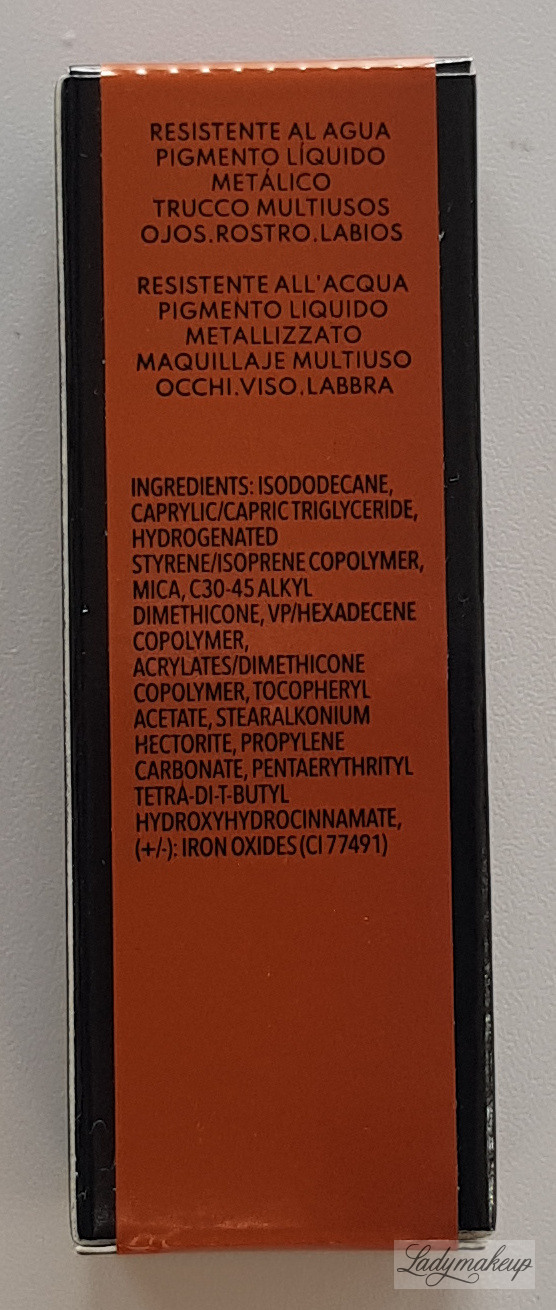 RESISTENTE AL AGUA
PIGMENTO LÍQUIDO
METÁLICO
TRUCCO MULTIUSOS
OJOS.ROSTRO.LABIOS
RESISTENTE ALL'ACQUA
PIGMENTO LIQUIDO
METALLIZZATO
MAQUILLAJE MULTIUSO
OCCHI.VISO.LABBRA
INGREDIENTS: ISODODECANE,
CAPRYLIC/CAPRIC TRIGLYCERIDE,
HYDROGENATED
STYRENE/ISOPRENE COPOLYMER,
MICA, C30-45 ALKYL
DIMETHICONE, VP/HEXADECENE
COPOLYMER,
ACRYLATES/DIMETHICONE
COPOLYMER, TOCOPHERYL
ACETATE, STEARALKONIUM
HECTORITE, PROPYLENE
CARBONATE, PENTAERYTHRITYL
TETRA-DI-T-BUTYL
HYDROXYHYDROCINNAMATE,
(+/-): IRON OXIDES (CI 77491)
Ladymakeup